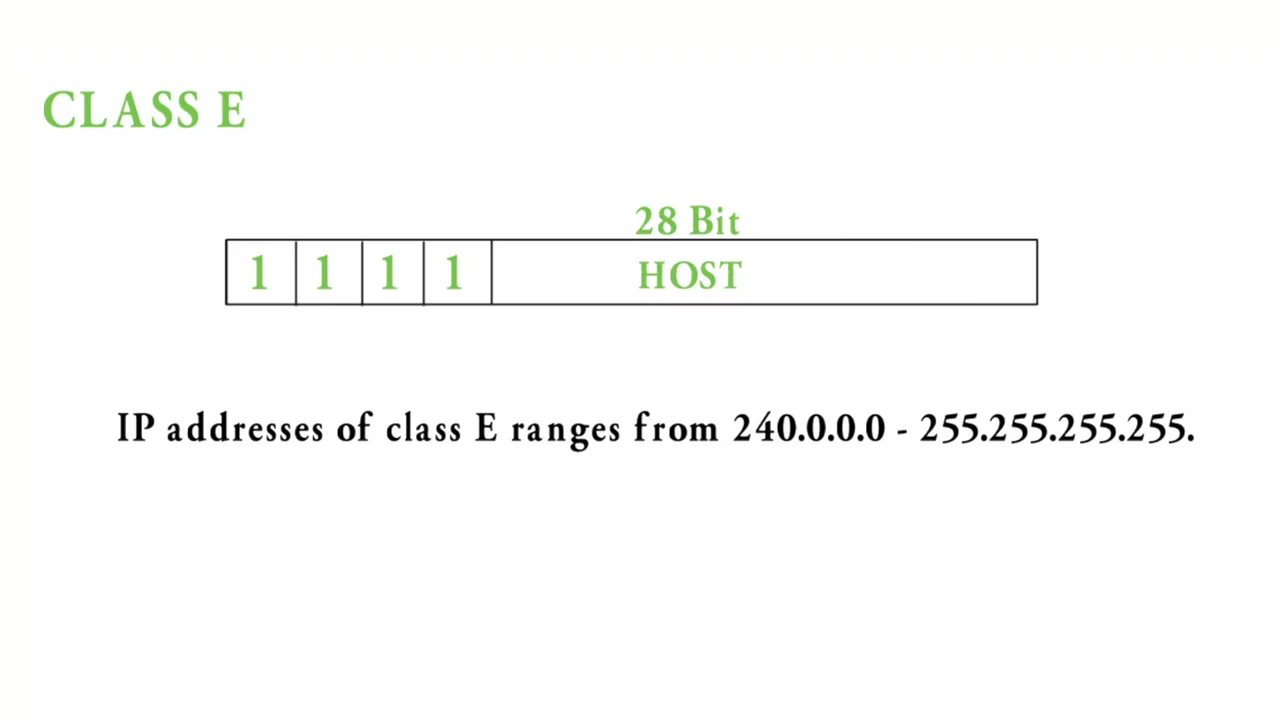 CLASS E
28 Bit
1 1 1 1 HOST
IP addresses of class E ranges from 240.0.0.0 - 255.255.255.255.